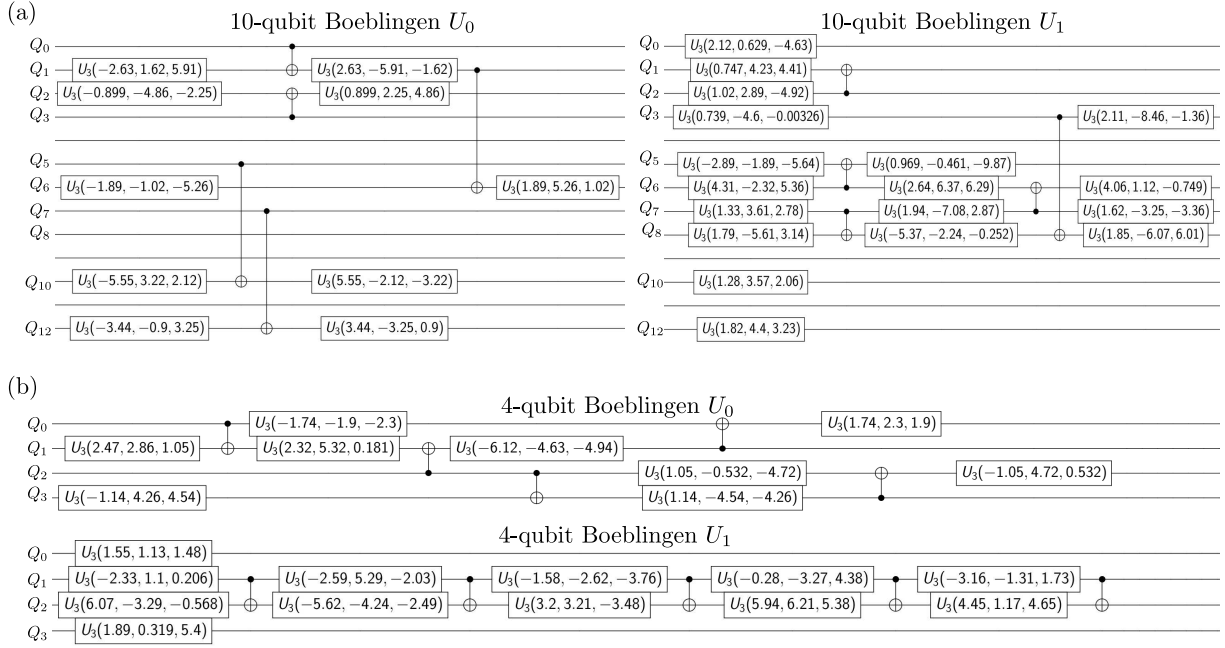 (a)
10-qubit Boeblingen U₀
Q₀
Q₁ U₃(−2.63, 1.62, 5.91) U₃(2.63, −5.91, −1.62)
Q₂ U₃(−0.899, −4.86, −2.25) U₃(0.899, 2.25, 4.86)
Q₃
Q₅
Q₆ U₃(−1.89, −1.02, −5.26) U₃(1.89, 5.26, 1.02)
Q₇
Q₈
Q₁₀ U₃(−5.55, 3.22, 2.12) U₃(5.55, −2.12, −3.22)
Q₁₂ U₃(−3.44, −0.9, 3.25) U₃(3.44, −3.25, 0.9)
10-qubit Boeblingen U₁
Q₀ U₃(2.12, 0.629, −4.63)
Q₁ U₃(0.747, 4.23, 4.41)
Q₂ U₃(1.02, 2.89, −4.92)
Q₃ U₃(0.739, −4.6, −0.00326) U₃(2.11, −8.46, −1.36)
Q₅ U₃(−2.89, −1.89, −5.64) U₃(0.969, −0.461, −9.87)
Q₆ U₃(4.31, −2.32, 5.36) U₃(2.64, 6.37, 6.29) U₃(4.06, 1.12, −0.749)
Q₇ U₃(1.33, 3.61, 2.78) U₃(1.94, −7.08, 2.87) U₃(1.62, −3.25, −3.36)
Q₈ U₃(1.79, −5.61, 3.14) U₃(−5.37, −2.24, −0.252) U₃(1.85, −6.07, 6.01)
Q₁₀ U₃(1.28, 3.57, 2.06)
Q₁₂ U₃(1.82, 4.4, 3.23)
(b)
4-qubit Boeblingen U₀
Q₀ U₃(−1.74, −1.9, −2.3) U₃(1.74, 2.3, 1.9)
Q₁ U₃(2.47, 2.86, 1.05) U₃(2.32, 5.32, 0.181) U₃(−6.12, −4.63, −4.94)
Q₂ U₃(1.05, −0.532, −4.72) U₃(−1.05, 4.72, 0.532)
Q₃ U₃(−1.14, 4.26, 4.54) U₃(1.14, −4.54, −4.26)
4-qubit Boeblingen U₁
Q₀ U₃(1.55, 1.13, 1.48)
Q₁ U₃(−2.33, 1.1, 0.206) U₃(−2.59, 5.29, −2.03) U₃(−1.58, −2.62, −3.76) U₃(−0.28, −3.27, 4.38) U₃(−3.16, −1.31, 1.73)
Q₂ U₃(6.07, −3.29, −0.568) U₃(−5.62, −4.24, −2.49) U₃(3.2, 3.21, −3.48) U₃(5.94, 6.21, 5.38) U₃(4.45, 1.17, 4.65)
Q₃ U₃(1.89, 0.319, 5.4)